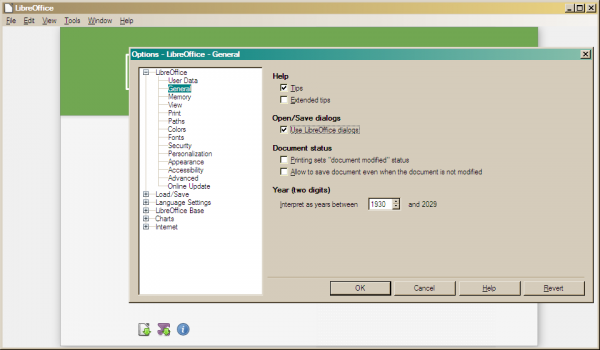 LibreOffice
File Edit View Tools Window Help
Options - LibreOffice - General
LibreOffice
User Data
General
Memory
View
Print
Paths
Colors
Fonts
Security
Personalization
Appearance
Accessibility
Advanced
Online Update
Load/Save
Language Settings
LibreOffice Base
Charts
Internet
Help
Tips
Extended tips
Open/Save dialogs
Use LibreOffice dialogs
Document status
Printing sets "document modified" status
Allow to save document even when the document is not modified
Year (two digits)
Interpret as years between 1930 and 2029
OK Cancel Help Revert